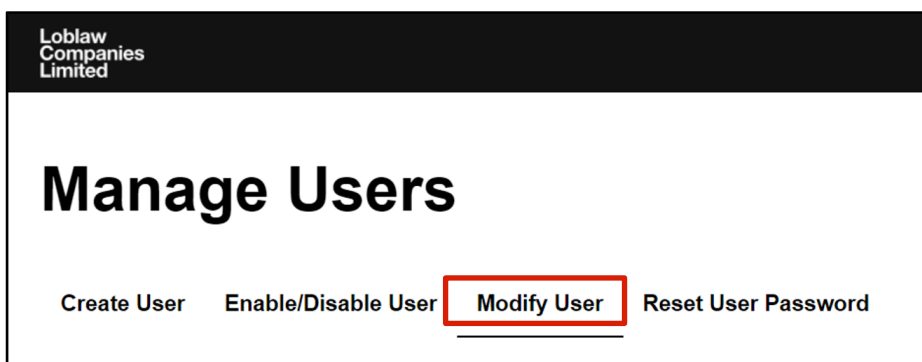 Loblaw
Companies
Limited
Manage Users
Create User Enable/Disable User Modify User Reset User Password